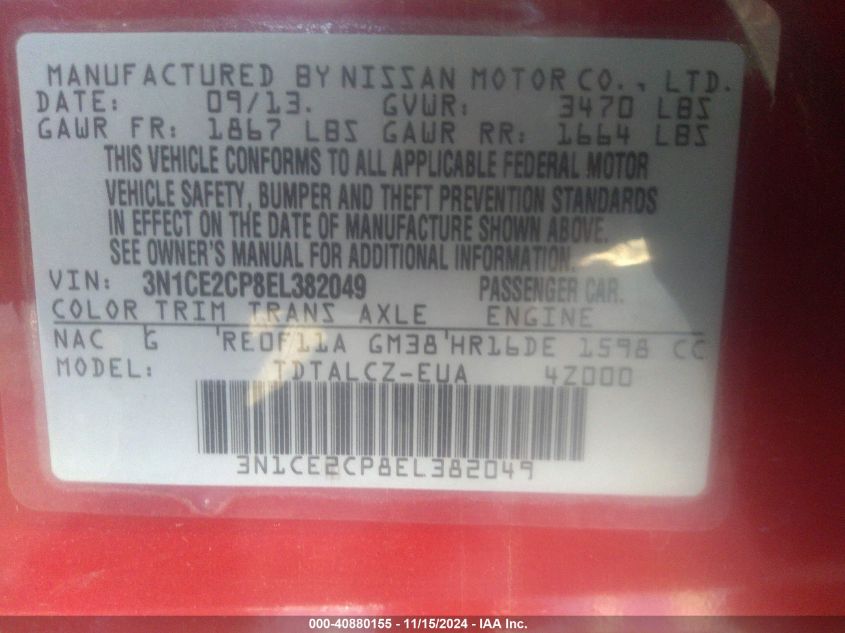 MANUFACTURED BY NISSAN MOTOR CO., LTD.
DATE: 09/13. GVWR: 3470 LBS
GAWR FR: 1867 LBS GAWR RR: 1664 LBS
THIS VEHICLE CONFORMS TO ALL APPLICABLE FEDERAL MOTOR
VEHICLE SAFETY, BUMPER AND THEFT PREVENTION STANDARDS
IN EFFECT ON THE DATE OF MANUFACTURE SHOWN ABOVE.
SEE OWNER'S MANUAL FOR ADDITIONAL INFORMATION.
VIN: 3N1CE2CP8EL382049 PASSENGER CAR.
COLOR TRIM TRANS AXLE ENGINE
NAC G 'RE0F11A GM38'HR16DE 1598 CC
MODEL: TDTALCZ-EUA 4Z000
3N1CE2CP8EL382049
000-40880155 - 11/15/2024 - IAA Inc.